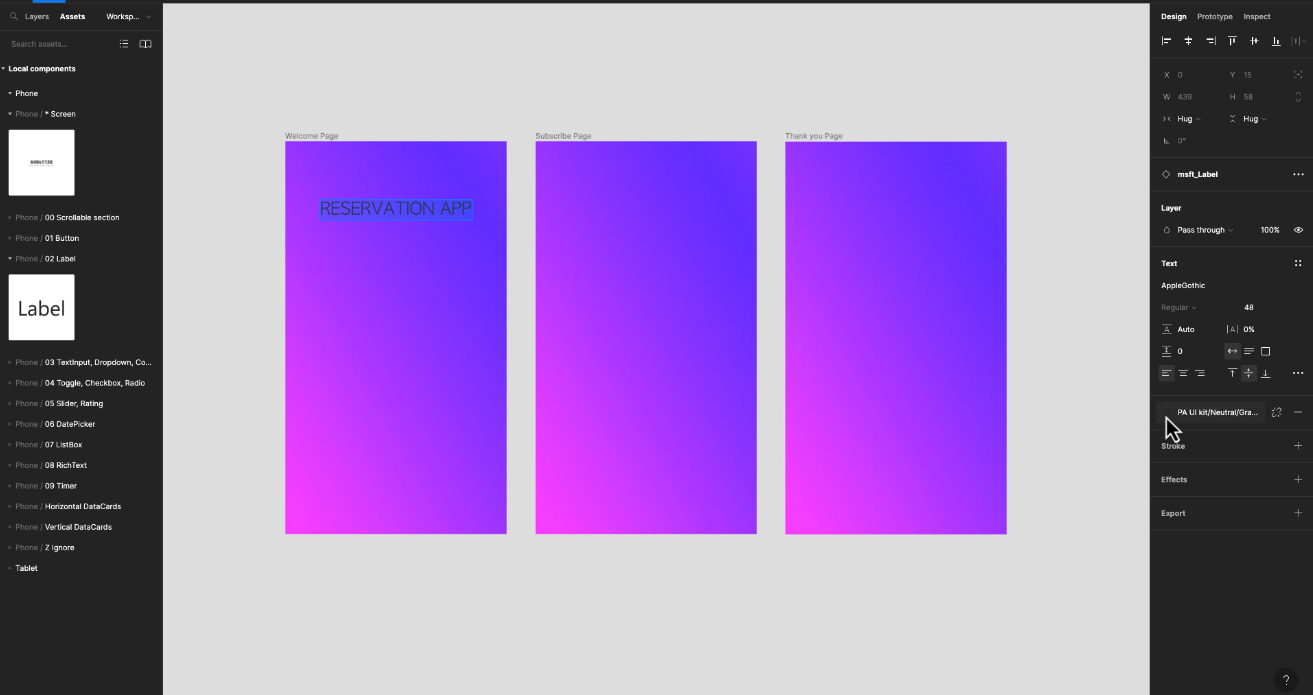 Layers Assets Worksp...
Search assets...
Local components
Phone
Phone / * Screen
640x1136
Phone / 00 Scrollable section
Phone / 01 Button
Phone / 02 Label
Label
Phone / 03 TextInput, Dropdown, Co...
Phone / 04 Toggle, Checkbox, Radio
Phone / 05 Slider, Rating
Phone / 06 DatePicker
Phone / 07 ListBox
Phone / 08 RichText
Phone / 09 Timer
Phone / Horizontal DataCards
Phone / Vertical DataCards
Phone / Z Ignore
Tablet
Welcome Page
RESERVATION APP
Subscribe Page
Thank you Page
Design Prototype Inspect
X 0 Y 15
W 439 H 58
Hug Hug
0°
msft_Label
Layer
Pass through 100%
Text
AppleGothic
Regular 48
A Auto |A| 0%
0
PA UI kit/Neutral/Gra...
Stroke
Effects
Export
?